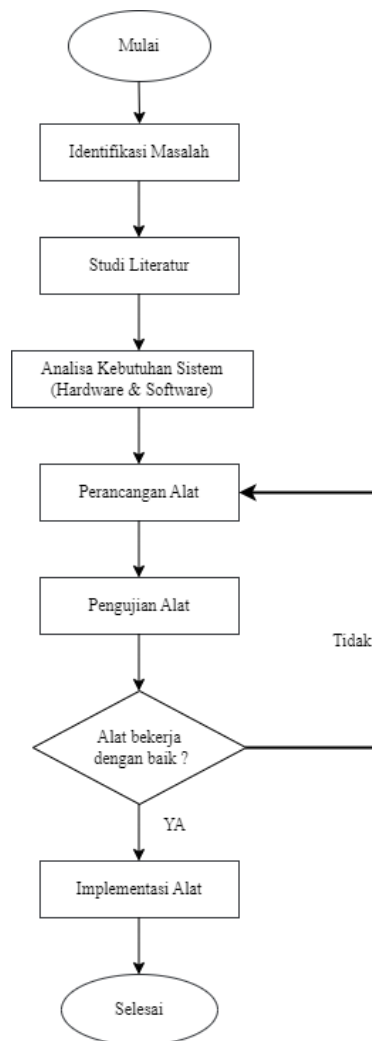 Mulai
Identifikasi Masalah
Studi Literatur
Analisa Kebutuhan Sistem
(Hardware & Software)
Perancangan Alat
Pengujian Alat
Tidak
Alat bekerja
dengan baik ?
YA
Implementasi Alat
Selesai